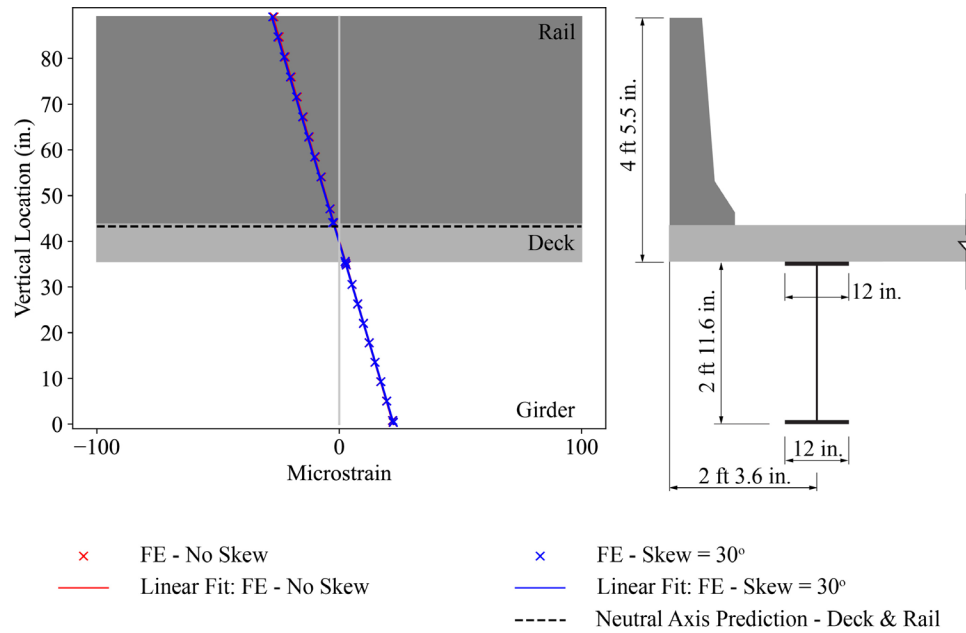 Rail
Deck
Girder
Vertical Location (in.)
80
70
60
50
40
30
20
10
0
−100
0
100
Microstrain
4 ft 5.5 in.
2 ft 11.6 in.
12 in.
12 in.
2 ft 3.6 in.
FE - No Skew
Linear Fit: FE - No Skew
FE - Skew = 30º
Linear Fit: FE - Skew = 30º
Neutral Axis Prediction - Deck & Rail